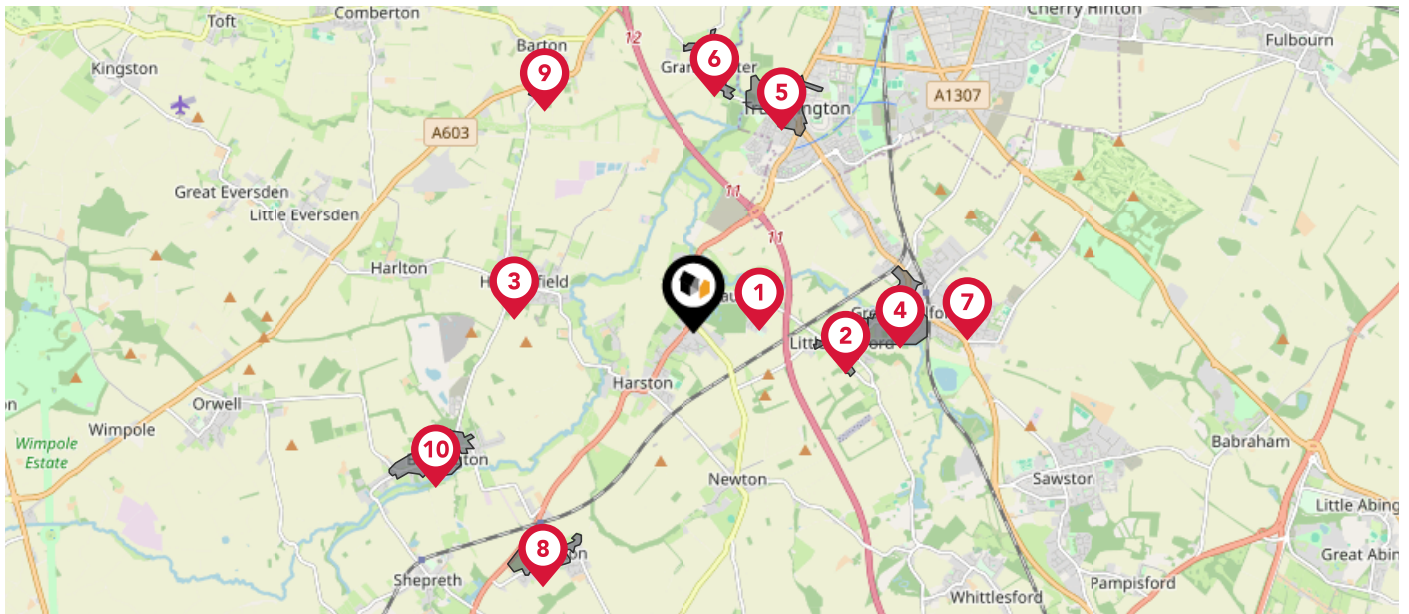 Toft
Comberton
Cherry Hinton
12
Fulbourn
Barton
Kingston
6
9
5
A1307
A603
11
Great Eversden
Little Eversden
11
Harlton
3
1
4
7
2
Harston
Orwell
Wimpole
Wimpole
Estate
10
Babraham
Newton
Sawston
Little Abing
8
Great Abin
Shepreth
Pampisford
Whittlesford